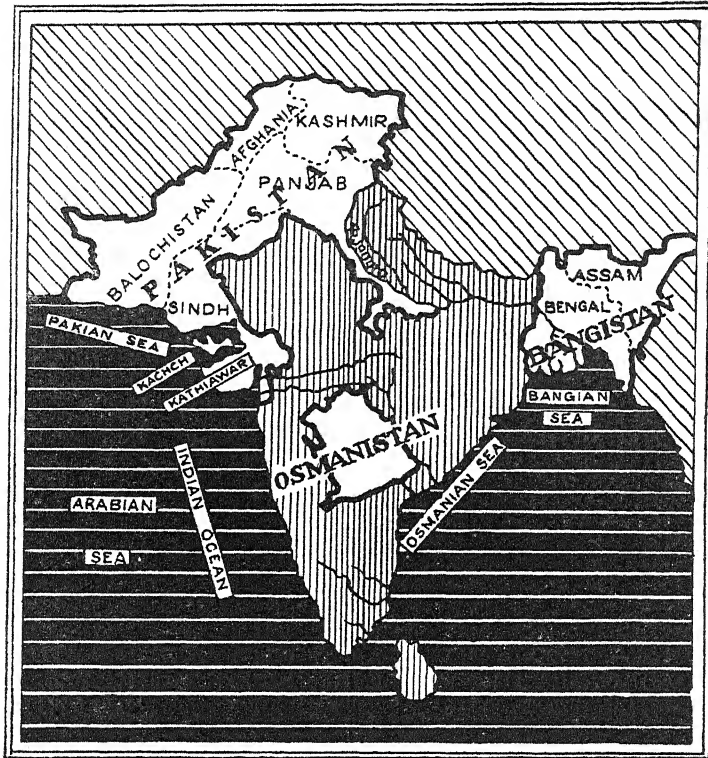 KASHMIR
AFGHANIA
PANJAB
PAKISTAN
BALOCHISTAN
SINDH
PAKIAN SEA
KACHCH
KATHIAWAR
ASSAM
BENGAL
BANGISTAN
BANGIAN
SEA
OSMANISTAN
OSMANIAN SEA
INDIAN OCEAN
ARABIAN
SEA